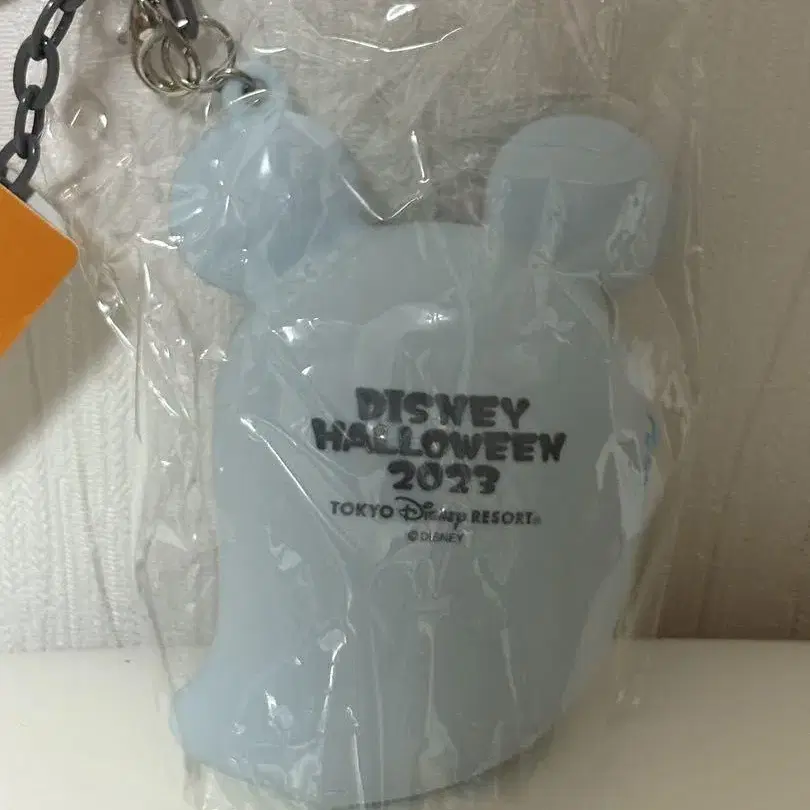 DISNEY
HALLOWEEN
2023
TOKYO Disney RESORT®
©DISNEY